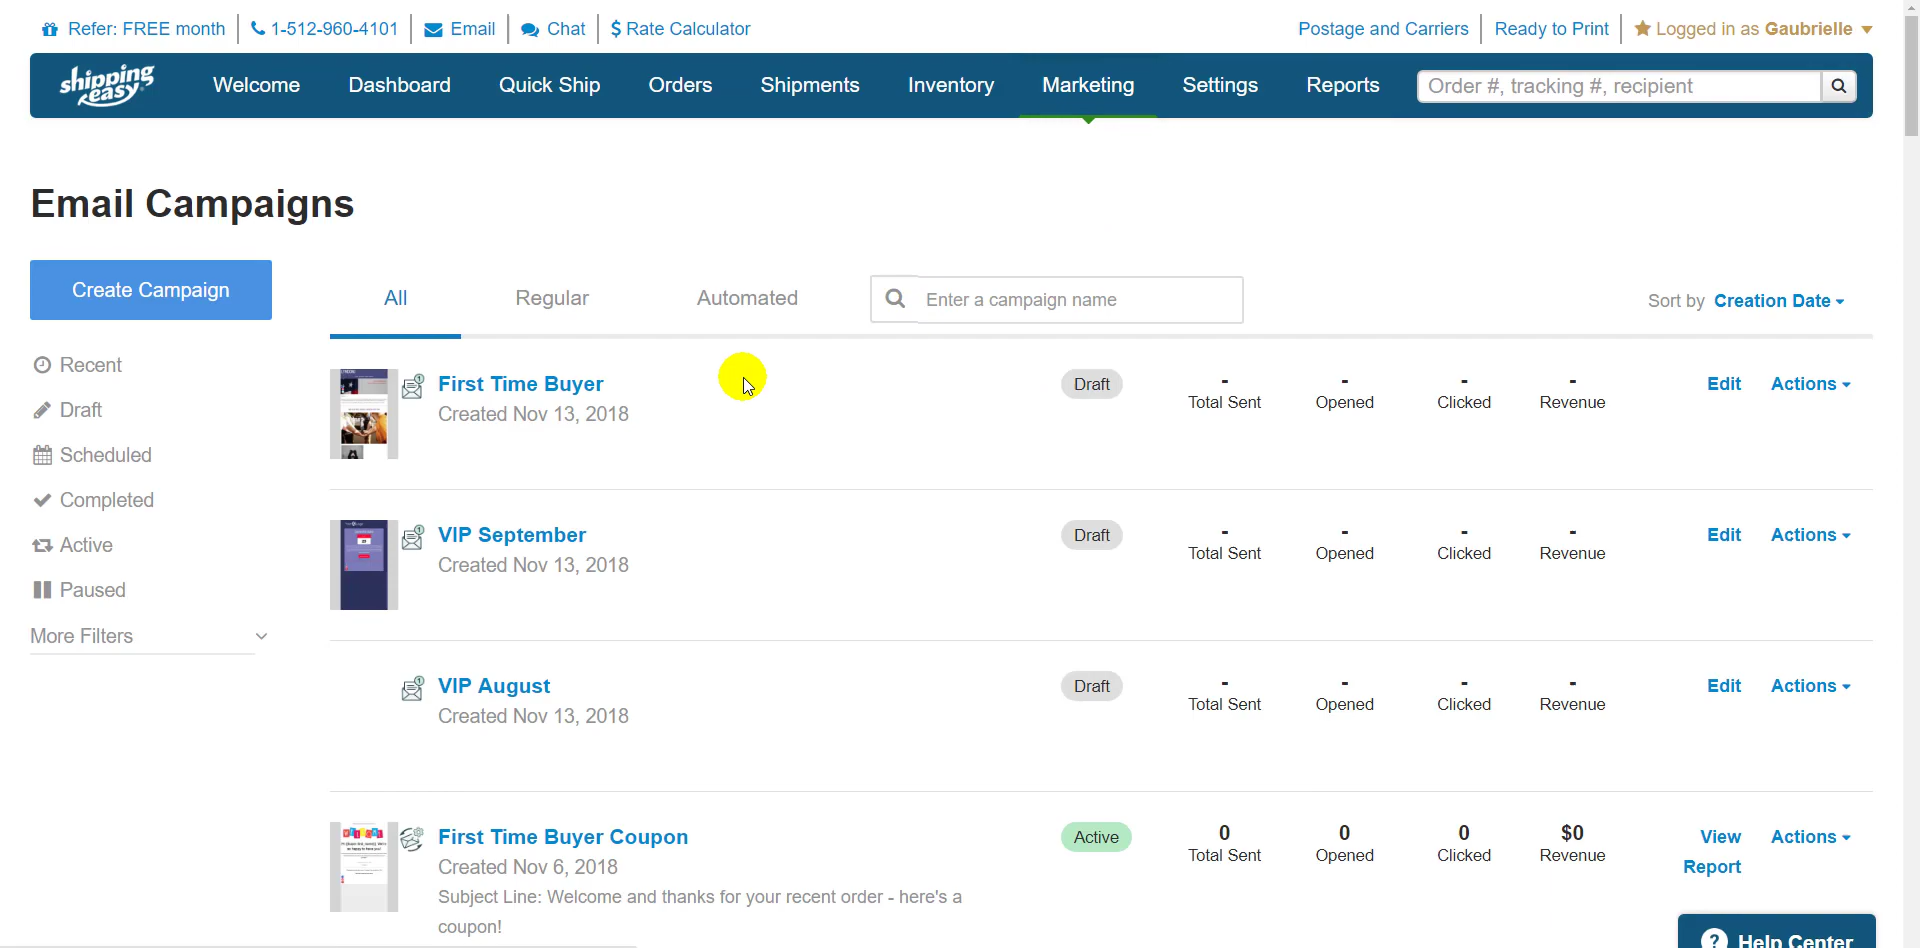 Refer: FREE month
1-512-960-4101
Email
Chat
$ Rate Calculator
Postage and Carriers
Ready to Print
Logged in as Gaubrielle
shipping easy
Welcome
Dashboard
Quick Ship
Orders
Shipments
Inventory
Marketing
Settings
Reports
Order #, tracking #, recipient
Email Campaigns
Create Campaign
Recent
Draft
Scheduled
Completed
Active
Paused
More Filters
All
Regular
Automated
Enter a campaign name
Sort by Creation Date
First Time Buyer
Created Nov 13, 2018
Draft
- Total Sent
- Opened
- Clicked
- Revenue
Edit
Actions
VIP September
Created Nov 13, 2018
Draft
- Total Sent
- Opened
- Clicked
- Revenue
Edit
Actions
VIP August
Created Nov 13, 2018
Draft
- Total Sent
- Opened
- Clicked
- Revenue
Edit
Actions
First Time Buyer Coupon
Created Nov 6, 2018
Subject Line: Welcome and thanks for your recent order - here's a
coupon!
Active
0 Total Sent
0 Opened
0 Clicked
$0 Revenue
View
Report
Actions
? Help Center